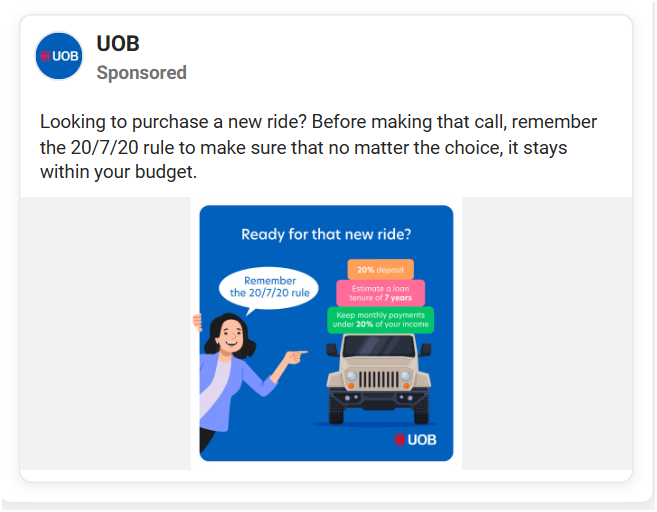 UOB
UOB
Sponsored
Looking to purchase a new ride? Before making that call, remember
the 20/7/20 rule to make sure that no matter the choice, it stays
within your budget.
Ready for that new ride?
Remember
the 20/7/20 rule
20% deposit
Estimate a loan
tenure of 7 years
Keep monthly payments
under 20% of your income
UOB